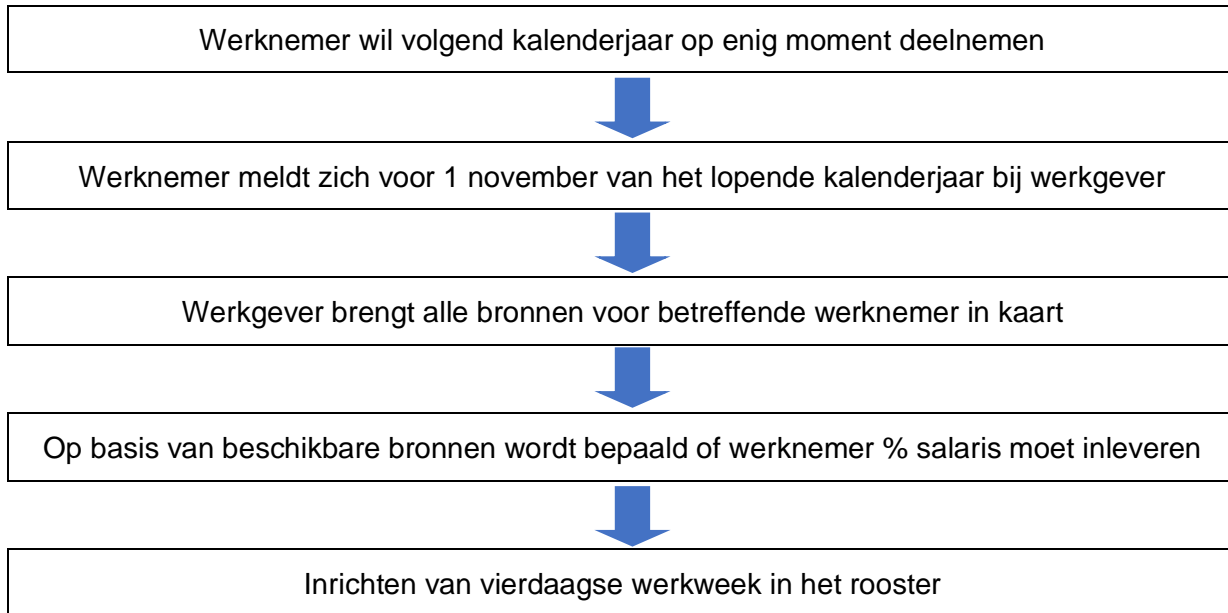 Werknemer wil volgend kalenderjaar op enig moment deelnemen
Werknemer meldt zich voor 1 november van het lopende kalenderjaar bij werkgever
Werkgever brengt alle bronnen voor betreffende werknemer in kaart
Op basis van beschikbare bronnen wordt bepaald of werknemer % salaris moet inleveren
Inrichten van vierdaagse werkweek in het rooster